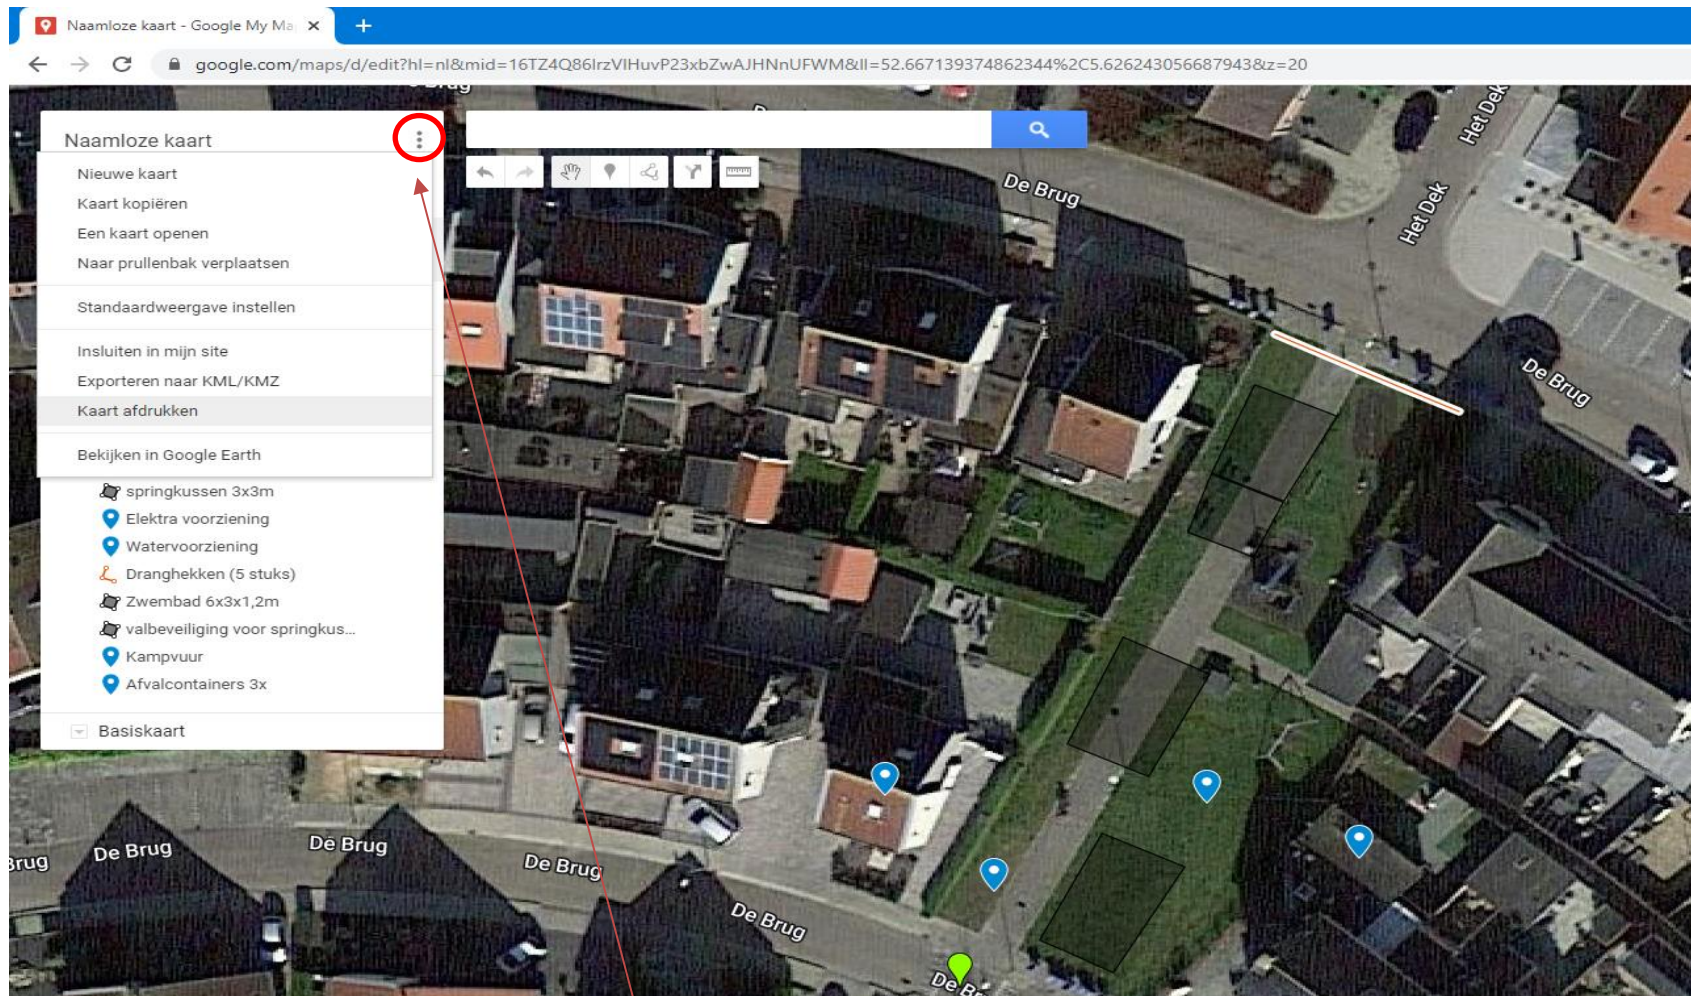 Naamloze kaart - Google My Ma
google.com/maps/d/edit?hl=nl&mid=16TZ4Q86IrzVIHuvP23xbZwAJHNnUFWM&ll=52.667139374862344%2C5.626243056687943&z=20
Naamloze kaart
Nieuwe kaart
Kaart kopiëren
Een kaart openen
Naar prullenbak verplaatsen
Standaardweergave instellen
Insluiten in mijn site
Exporteren naar KML/KMZ
Kaart afdrukken
Bekijken in Google Earth
springkussen 3x3m
Elektra voorziening
Watervoorziening
Dranghekken (5 stuks)
Zwembad 6x3x1,2m
valbeveiliging voor springkus...
Kampvuur
Afvalcontainers 3x
Basiskaart
De Brug
Het Dek
Het Dek
De Brug
Brug
De Brug
De Brug
De Brug
De Brug
De Br